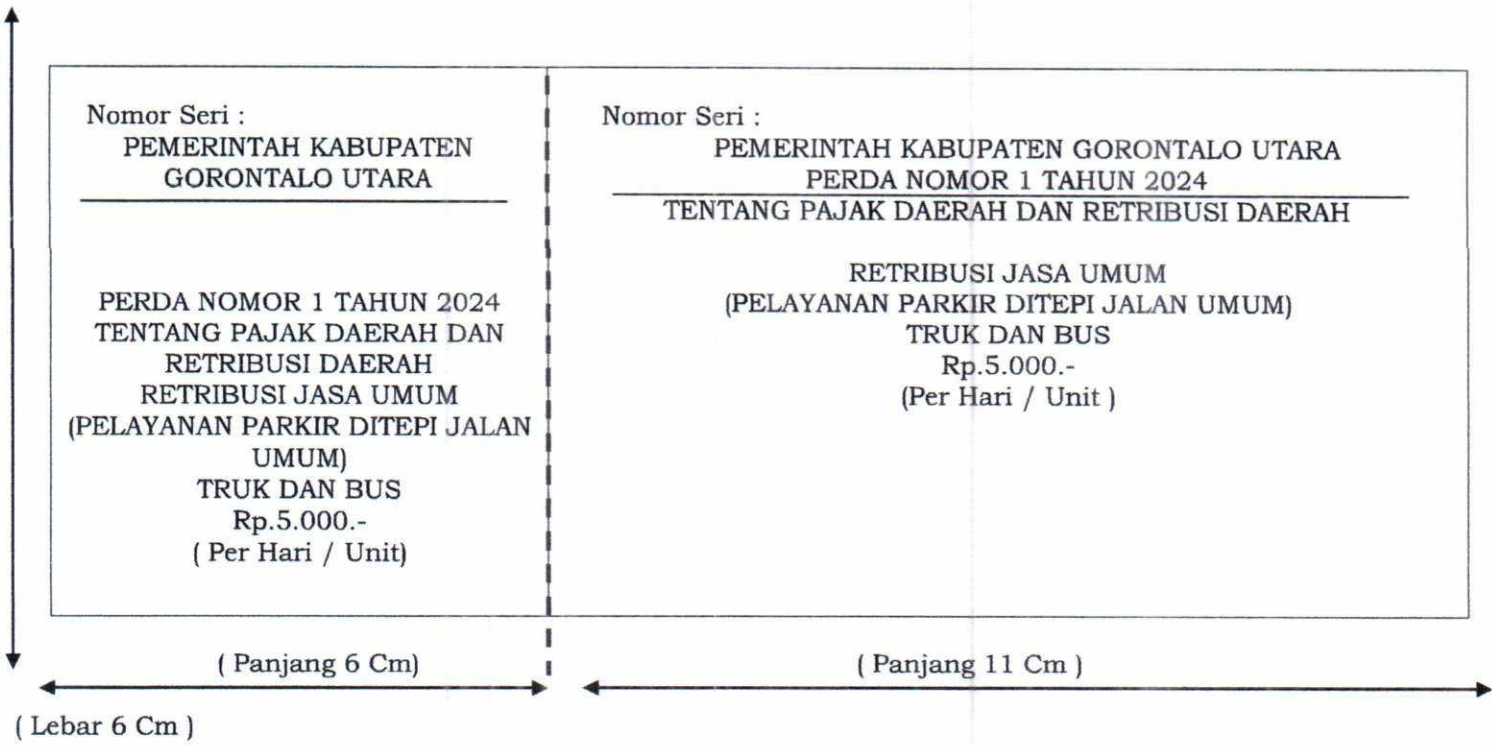 Nomor Seri :
PEMERINTAH KABUPATEN
GORONTALO UTARA
PERDA NOMOR 1 TAHUN 2024
TENTANG PAJAK DAERAH DAN
RETRIBUSI DAERAH
RETRIBUSI JASA UMUM
(PELAYANAN PARKIR DITEPI JALAN
UMUM)
TRUK DAN BUS
Rp.5.000.-
( Per Hari / Unit)
Nomor Seri :
PEMERINTAH KABUPATEN GORONTALO UTARA
PERDA NOMOR 1 TAHUN 2024
TENTANG PAJAK DAERAH DAN RETRIBUSI DAERAH
RETRIBUSI JASA UMUM
(PELAYANAN PARKIR DITEPI JALAN UMUM)
TRUK DAN BUS
Rp.5.000.-
(Per Hari / Unit )
( Panjang 6 Cm)
( Panjang 11 Cm )
( Lebar 6 Cm )